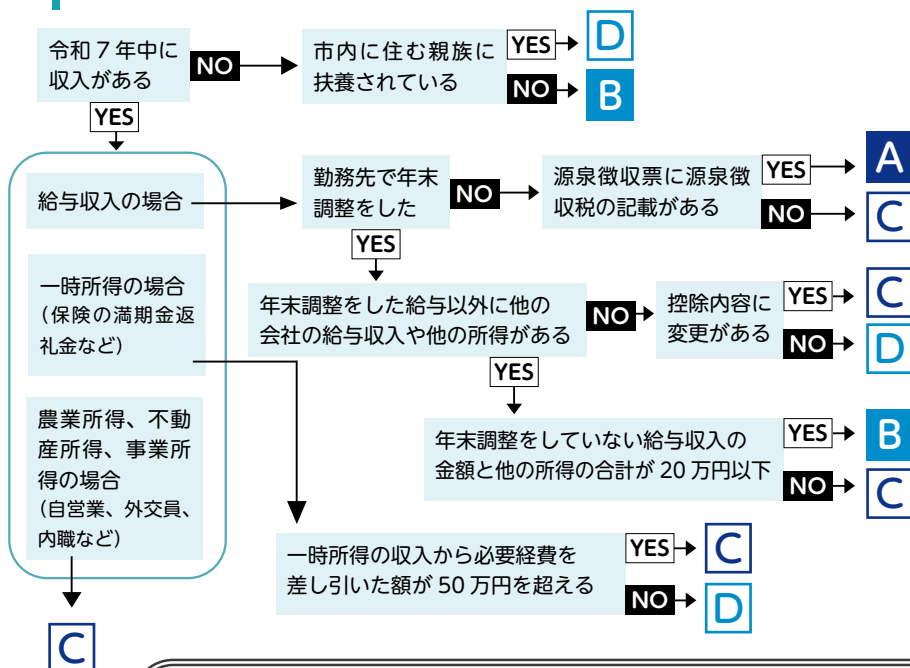 令和7年中に
収入がある
NO
市内に住む親族に
扶養されている
YES
D
NO
B
YES
給与収入の場合
勤務先で年末
調整をした
NO
源泉徴収票に源泉徴
収税の記載がある
YES
A
NO
C
YES
年末調整をした給与以外に他の
会社の給与収入や他の所得がある
NO
控除内容に
変更がある
YES
C
NO
D
YES
年末調整をしていない給与収入の
金額と他の所得の合計が20万円以下
YES
B
NO
C
一時所得の場合
(保険の満期金返
礼金など)
一時所得の収入から必要経費を
差し引いた額が50万円を超える
YES
C
NO
D
農業所得、不動
産所得、事業所
得の場合
(自営業、外交員、
内職など)
C